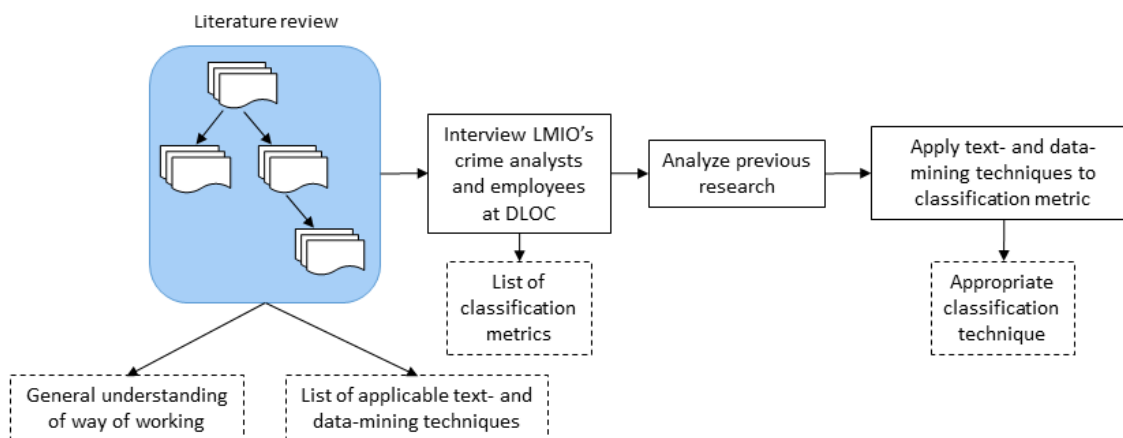 Literature review
Interview LMIO's
crime analysts
and employees
at DLOC
Analyze previous
research
Apply text- and data-
mining techniques to
classification metric
List of
classification
metrics
Appropriate
classification
technique
General understanding
of way of working
List of applicable text- and
data-mining techniques